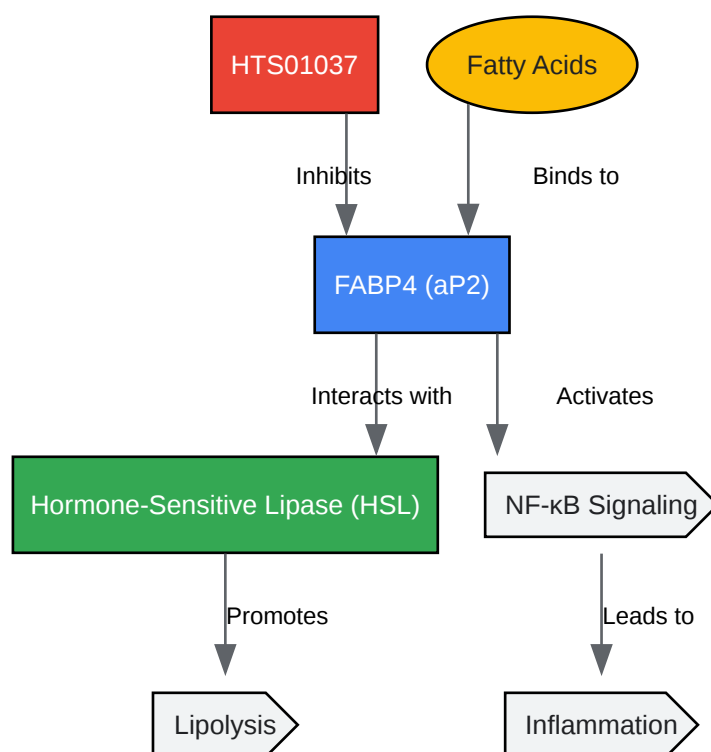 HTS01037
Fatty Acids
Inhibits
Binds to
FABP4 (aP2)
Interacts with
Activates
Hormone-Sensitive Lipase (HSL)
NF-κB Signaling
Promotes
Leads to
Lipolysis
Inflammation